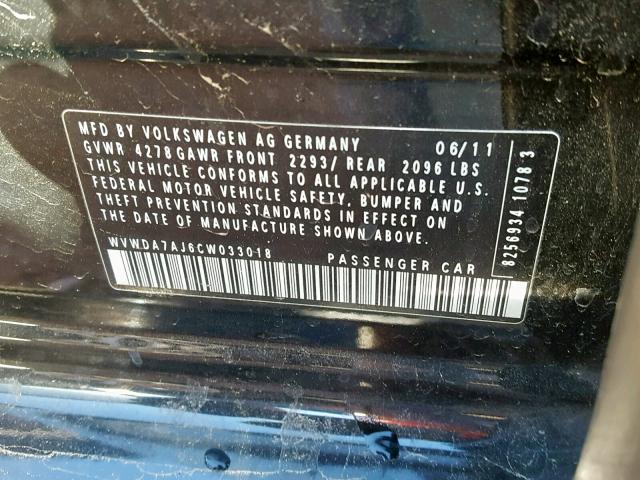 MFD BY VOLKSWAGEN AG GERMANY 06/11
GVWR 4278 GAWR FRONT 2293/ REAR 2096 LBS
THIS VEHICLE CONFORMS TO ALL APPLICABLE U.S.
FEDERAL MOTOR VEHICLE SAFETY, BUMPER AND
THEFT PREVENTION STANDARDS IN EFFECT ON
THE DATE OF MANUFACTURE SHOWN ABOVE.
WVWDA7AJ6CW033018 PASSENGER CAR
8256934 1078 3